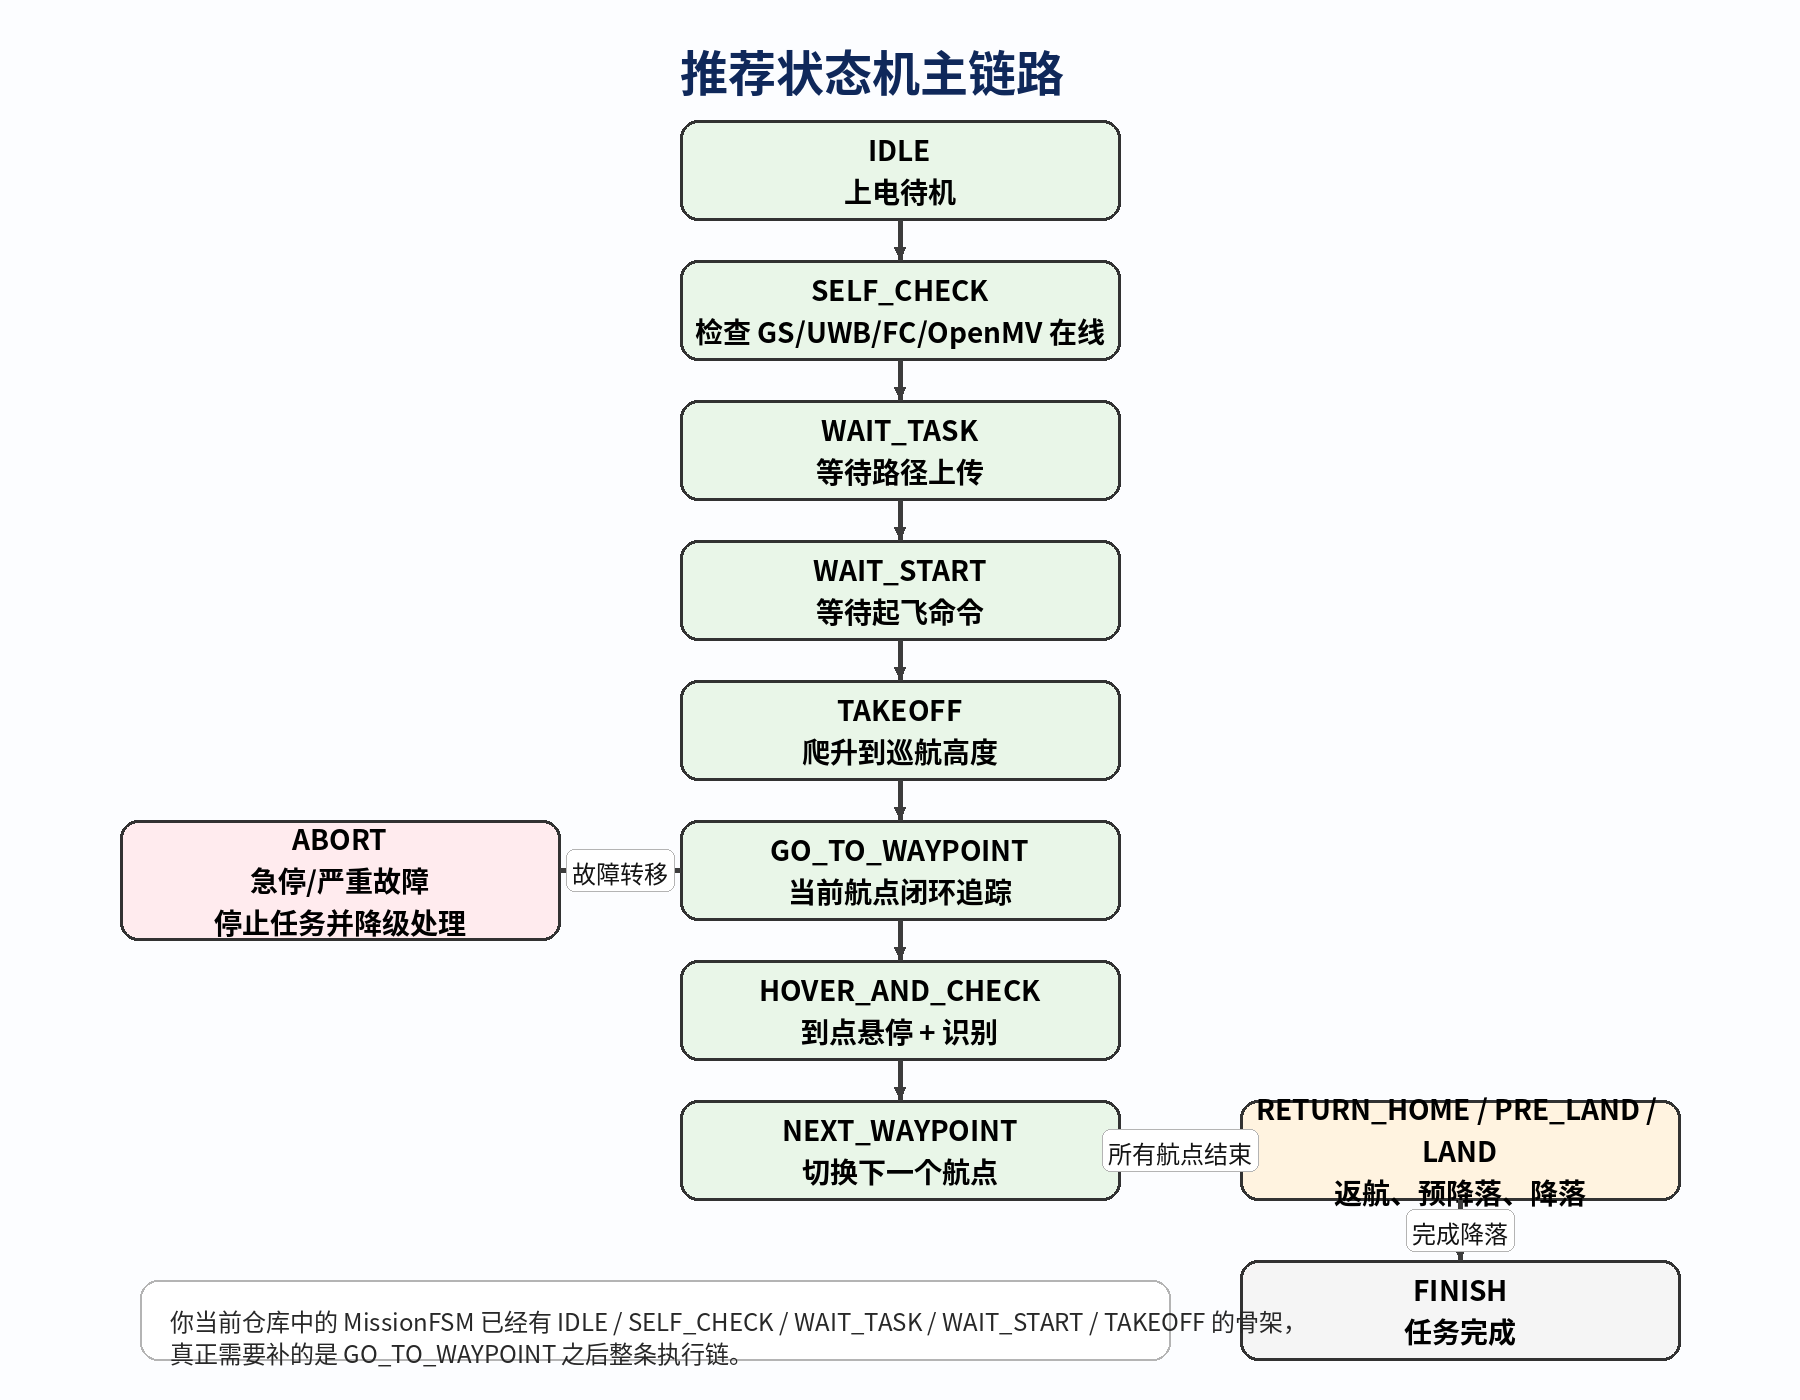 推荐状态机主链路
IDLE
上电待机
SELF_CHECK
检查 GS/UWB/FC/OpenMV 在线
WAIT_TASK
等待路径上传
WAIT_START
等待起飞命令
TAKEOFF
爬升到巡航高度
ABORT
急停/严重故障
停止任务并降级处理
故障转移
GO_TO_WAYPOINT
当前航点闭环追踪
HOVER_AND_CHECK
到点悬停 + 识别
NEXT_WAYPOINT
切换下一个航点
所有航点结束
RETURN_HOME / PRE_LAND /
LAND
返航、预降落、降落
完成降落
FINISH
任务完成
你当前仓库中的 MissionFSM 已经有 IDLE / SELF_CHECK / WAIT_TASK / WAIT_START / TAKEOFF 的骨架，
真正需要补的是 GO_TO_WAYPOINT 之后整条执行链。